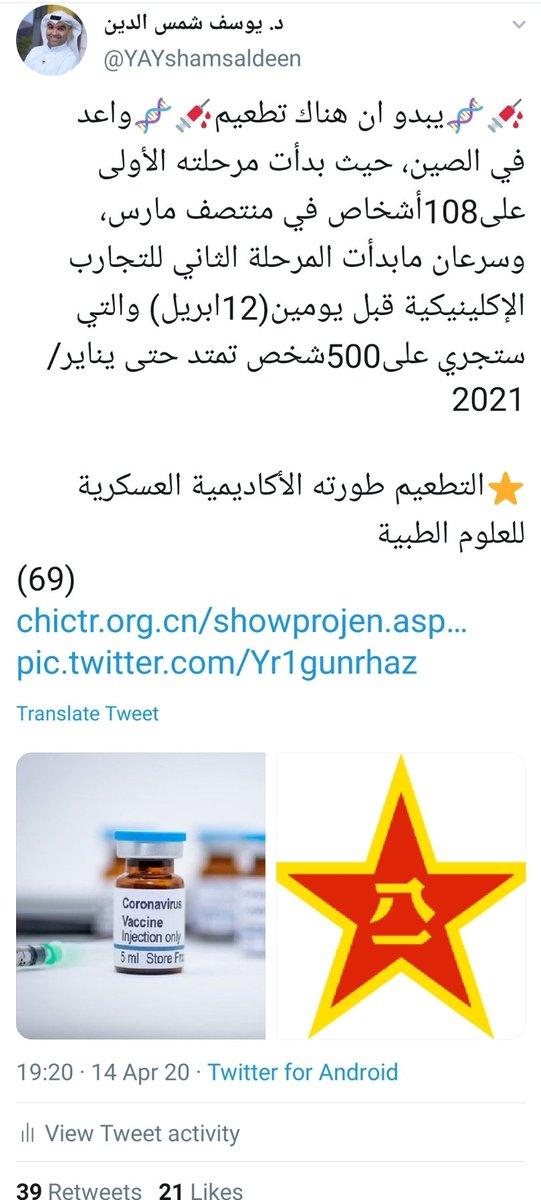 د. يوسف شمس الدين
@YAYshamsaldeen
💉🧬يبدو ان هناك تطعيم💉🧬واعد
في الصين، حيث بدأت مرحلته الأولى
على108أشخاص في منتصف مارس،
وسرعان مابدأت المرحلة الثاني للتجارب
الإكلينيكية قبل يومين(12ابريل) والتي
ستجري على500شخص تمتد حتى يناير/
2021
⭐التطعيم طورته الأكاديمية العسكرية
للعلوم الطبية
(69)
chictr.org.cn/showprojen.asp…
pic.twitter.com/Yr1gunrhaz
Translate Tweet
Coronavirus
Vaccine
Injection only
5 ml Store
八一
19:20 · 14 Apr 20 · Twitter for Android
View Tweet activity
39 Retweets 21 Likes